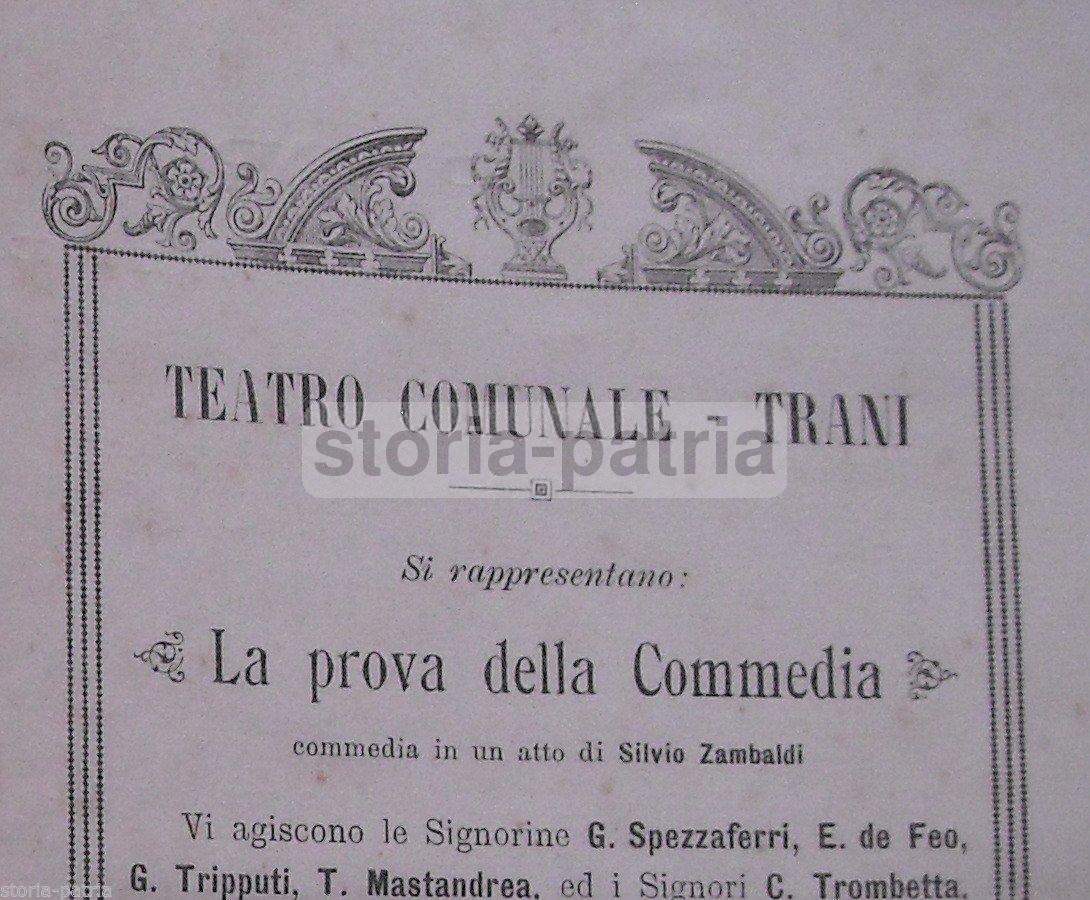 TEATRO COMUNALE - TRANI
storia-patria
Si rappresentano:
La prova della Commedia
commedia in un atto di Silvio Zambaldi
Vi agiscono le Signorine G. Spezzaferri, E. de Feo,
G. Tripputi, T. Mastandrea, ed i Signori C. Trombetta,
storia-patria